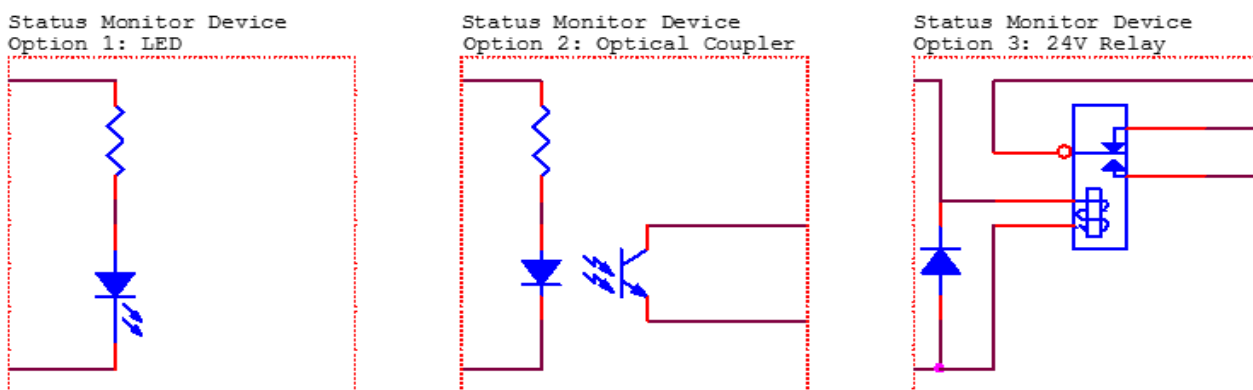 Status Monitor Device
Option 1: LED
Status Monitor Device
Option 2: Optical Coupler
Status Monitor Device
Option 3: 24V Relay